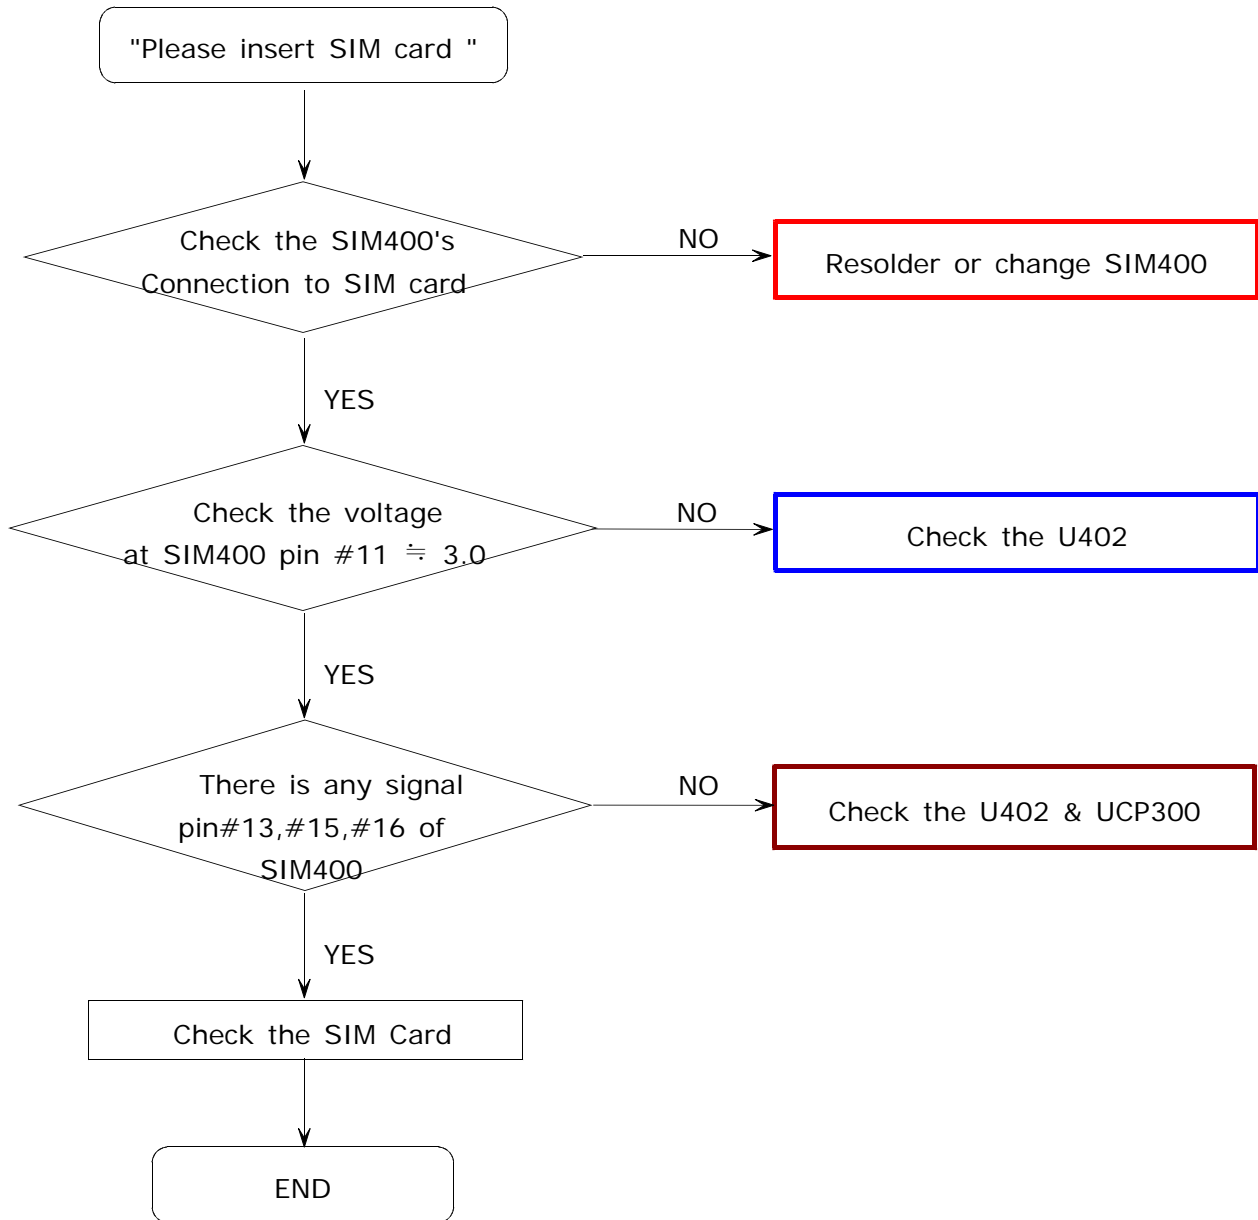 "Please insert SIM card "
Check the SIM400's
Connection to SIM card
NO
Resolder or change SIM400
YES
Check the voltage
at SIM400 pin #11 ≒ 3.0
NO
Check the U402
YES
There is any signal
pin#13,#15,#16 of
SIM400
NO
Check the U402 & UCP300
YES
Check the SIM Card
END